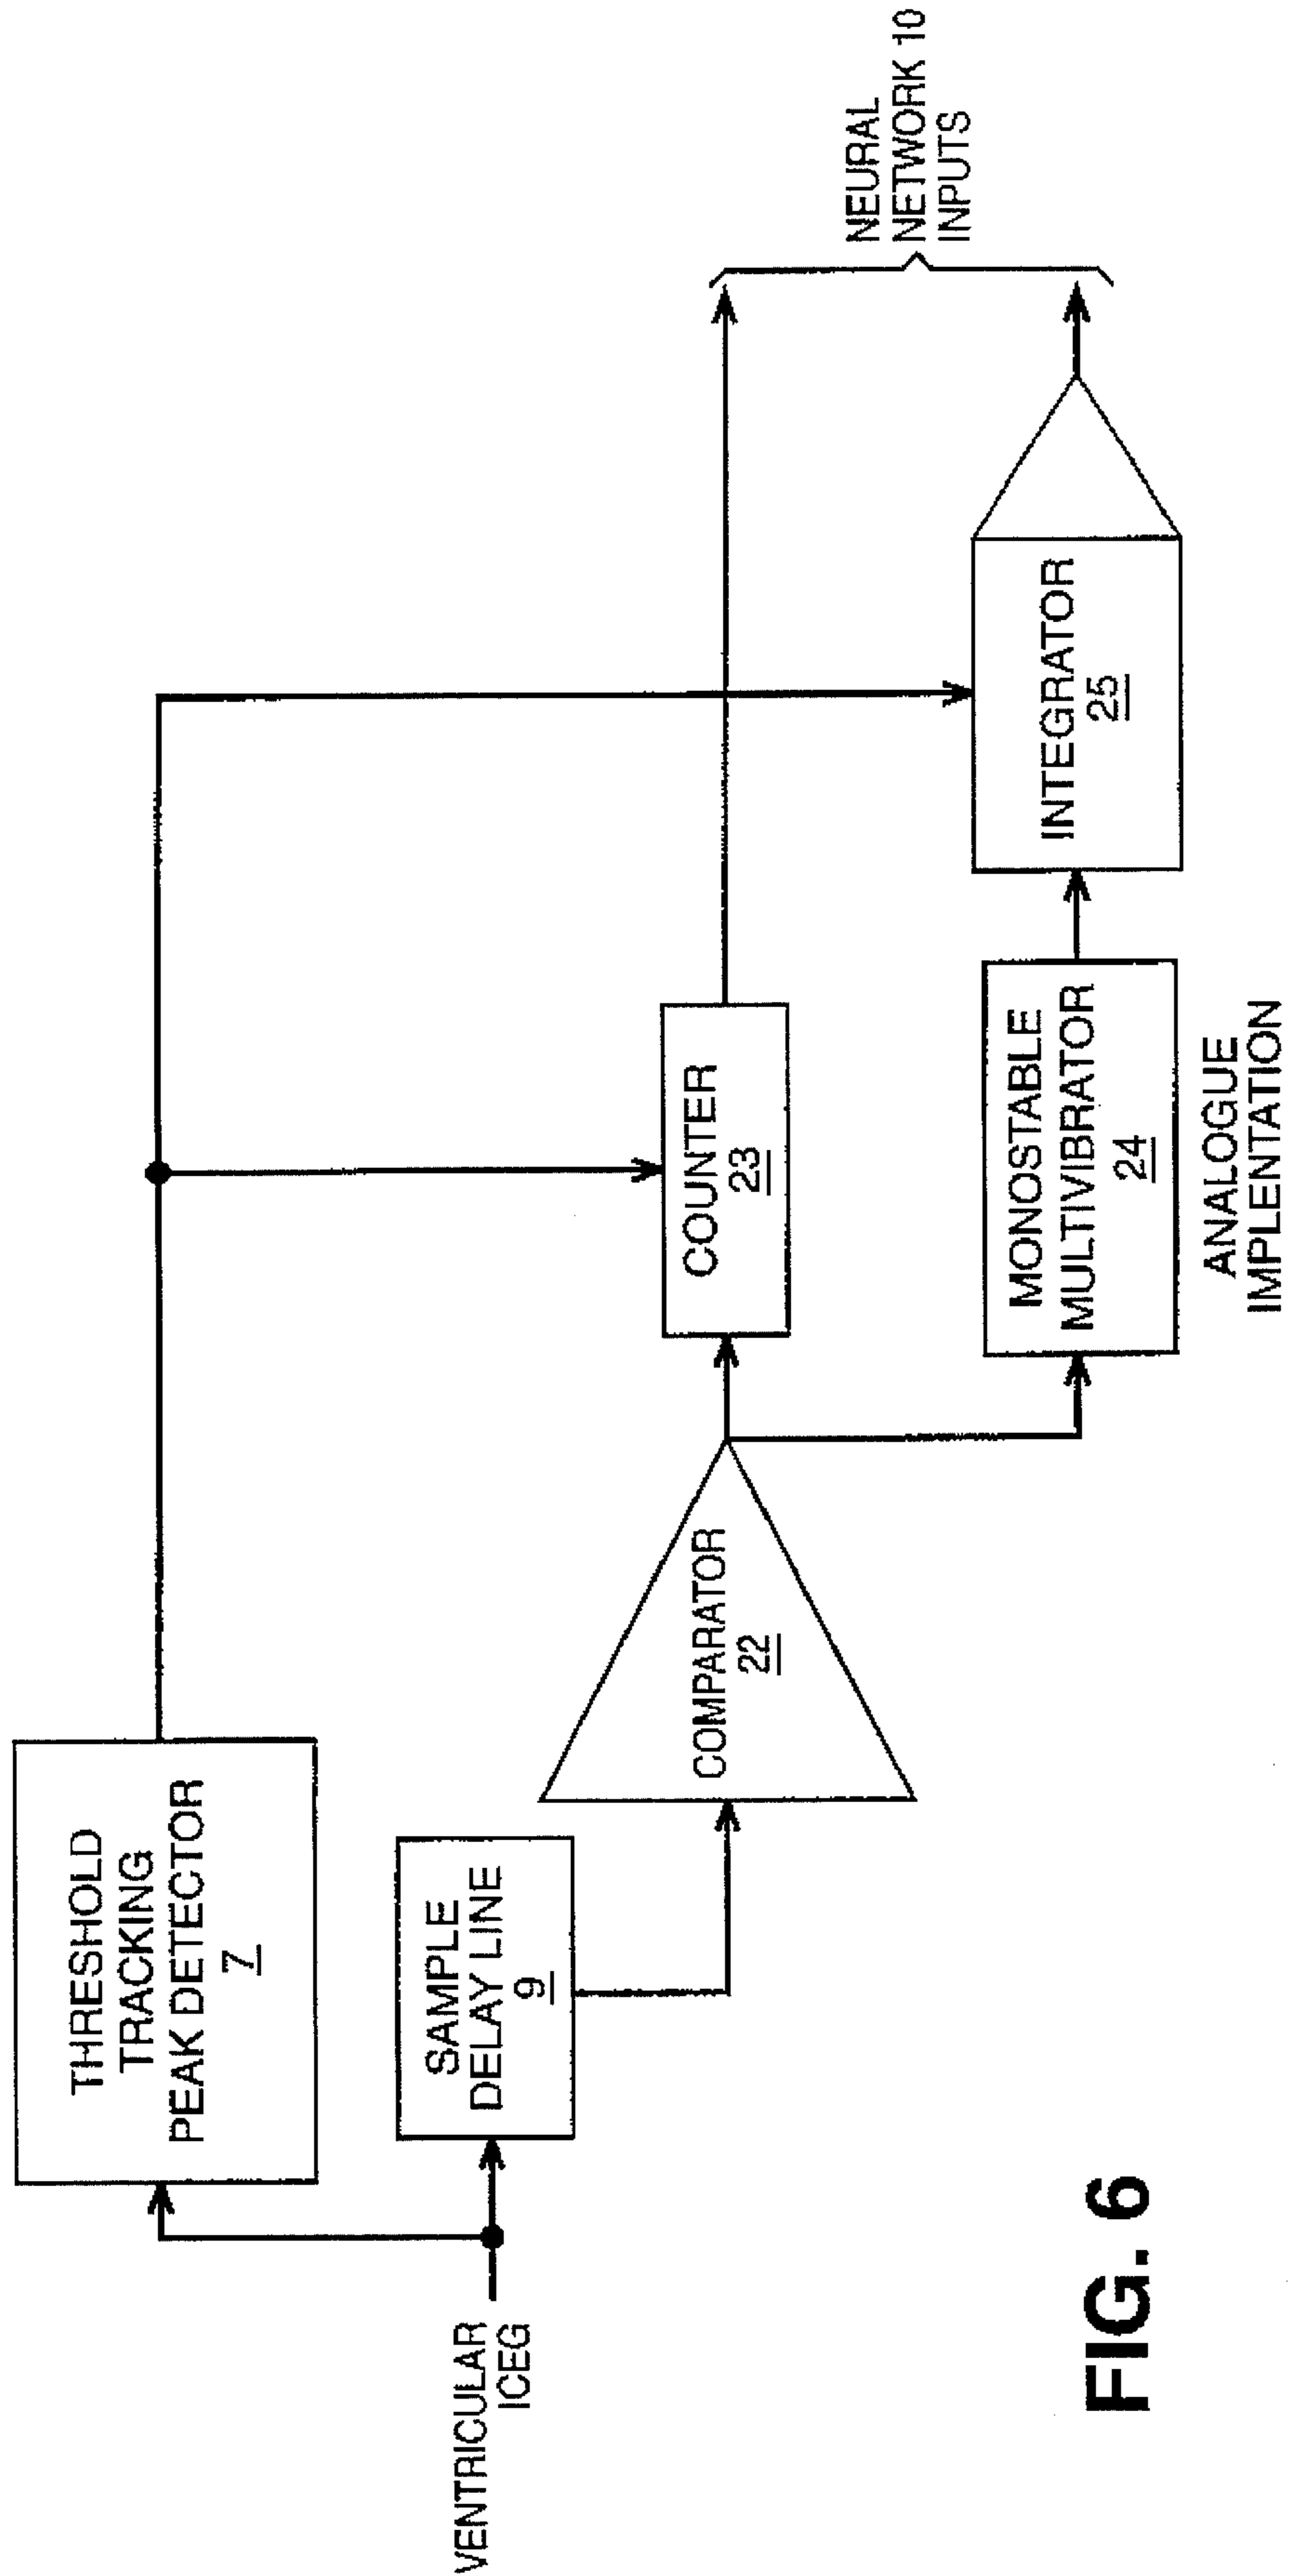 THRESHOLD
TRACKING
PEAK DETECTOR
7
VENTRICULAR
ICEG
SAMPLE
DELAY LINE
9
COMPARATOR
22
COUNTER
23
MONOSTABLE
MULTIVIBRATOR
24
INTEGRATOR
25
NEURAL
NETWORK 10
INPUTS
ANALOGUE
IMPLENTATION
FIG. 6